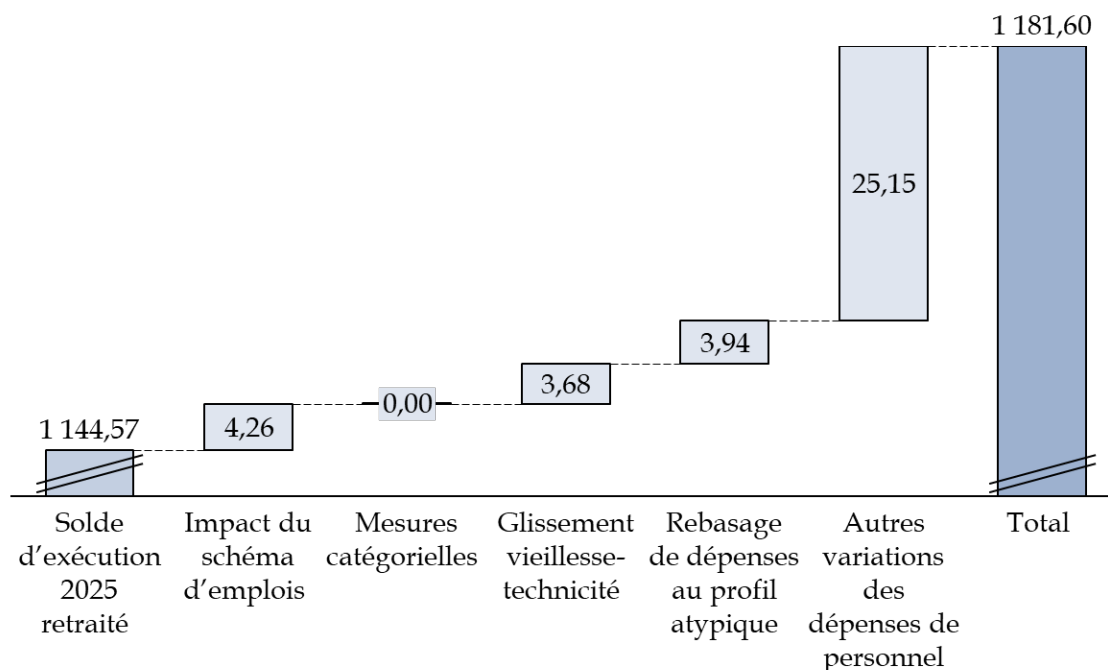 1 181,60
25,15
3,94
3,68
0,00
4,26
1 144,57
Solde
d’exécution
2025
retraité
Impact du
schéma
d’emplois
Mesures
catégorielles
Glissement
vieillesse-
technicité
Rebasage
de dépenses
au profil
atypique
Autres
variations
des
dépenses de
personnel
Total